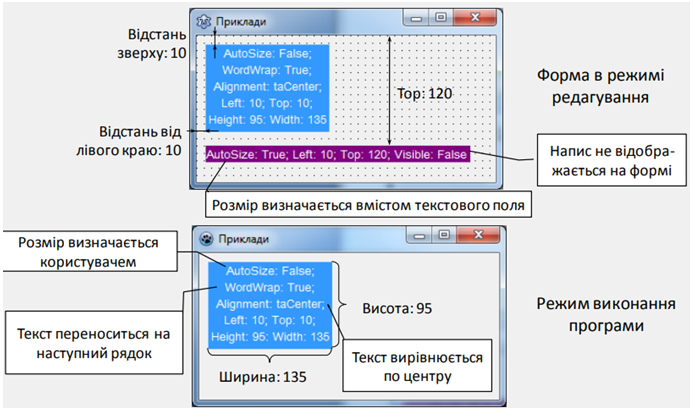 Відстань
зверху: 10
Приклади
AutoSize: False;
WordWrap: True;
Alignment: taCenter;
Left: 10; Top: 10;
Height: 95: Width: 135
Top: 120
Форма в режимі
редагування
Відстань від
лівого краю: 10
AutoSize: True; Left: 10; Top: 120; Visible: False
Напис не відобра-
жається на формі
Розмір визначається вмістом текстового поля
Приклади
Розмір визначається
користувачем
AutoSize: False;
WordWrap: True;
Alignment: taCenter;
Left: 10; Top: 10;
Height: 95: Width: 135
Висота: 95
Режим виконання
програми
Текст переноситься на
наступний рядок
Текст вирівнюється
по центру
Ширина: 135